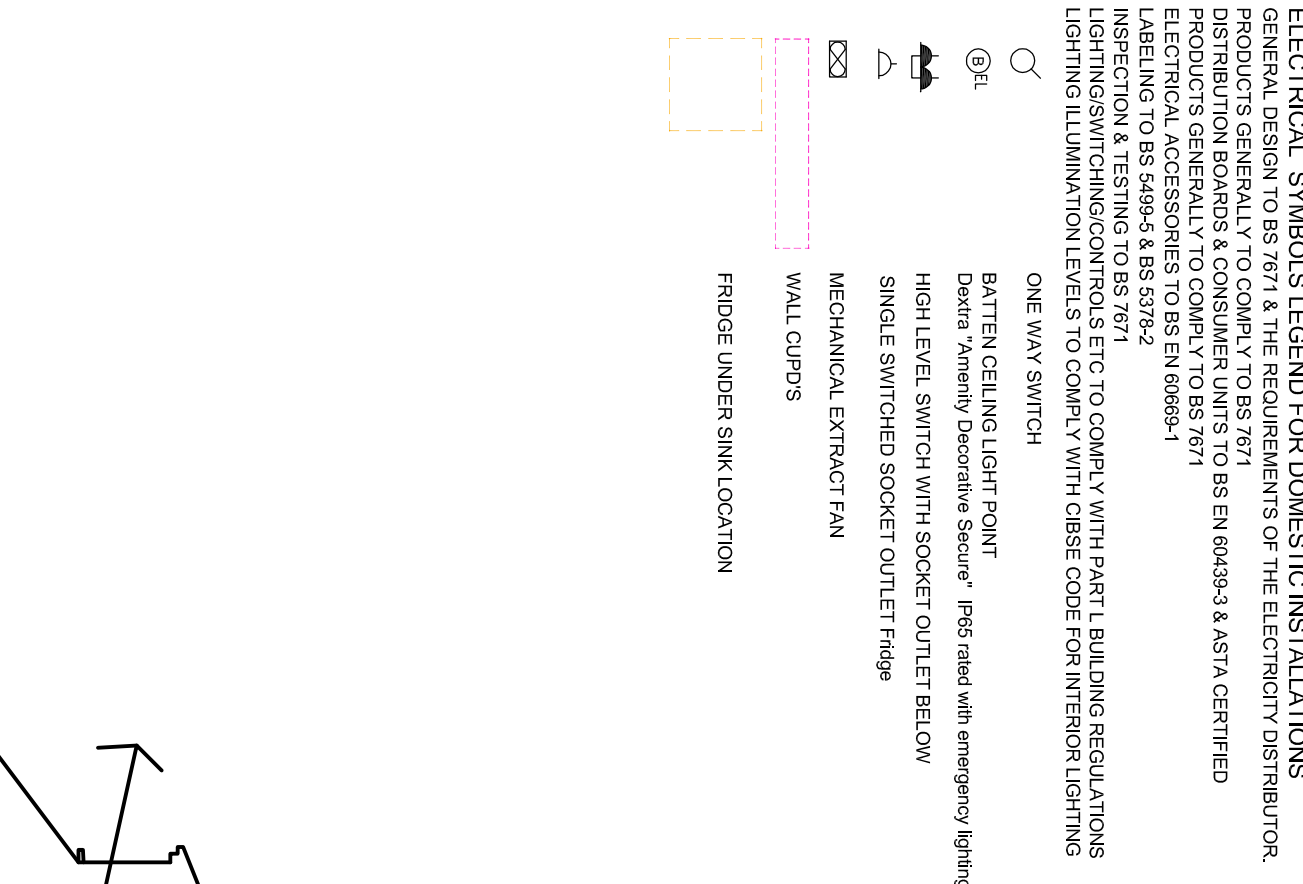 ELECTRICAL SYMBOLS LEGEND FOR DOMESTIC INSTALLATIONS
GENERAL DESIGN TO BS 7671 & THE REQUIREMENTS OF THE ELECTRICITY DISTRIBUTOR.
PRODUCTS GENERALLY TO COMPLY TO BS 7671
DISTRIBUTION BOARDS & CONSUMER UNITS TO BS EN 60439-3 & ASTA CERTIFIED
PRODUCTS GENERALLY TO COMPLY TO BS 7671
ELECTRICAL ACCESSORIES TO BS EN 60669-1
LABELING TO BS 5499-5 & BS 5378-2
INSPECTION & TESTING TO BS 7671
LIGHTING/SWITCHING/CONTROLS ETC TO COMPLY WITH PART L BUILDING REGULATIONS
LIGHTING ILLUMINATION LEVELS TO COMPLY WITH CIBSE CODE FOR INTERIOR LIGHTING
ONE WAY SWITCH
B EL BATTEN CEILING LIGHT POINT
Dextra "Amenity Decorative Secure" IP65 rated with emergency lighting
HIGH LEVEL SWITCH WITH SOCKET OUTLET BELOW
SINGLE SWITCHED SOCKET OUTLET Fridge
MECHANICAL EXTRACT FAN
WALL CUPD'S
FRIDGE UNDER SINK LOCATION